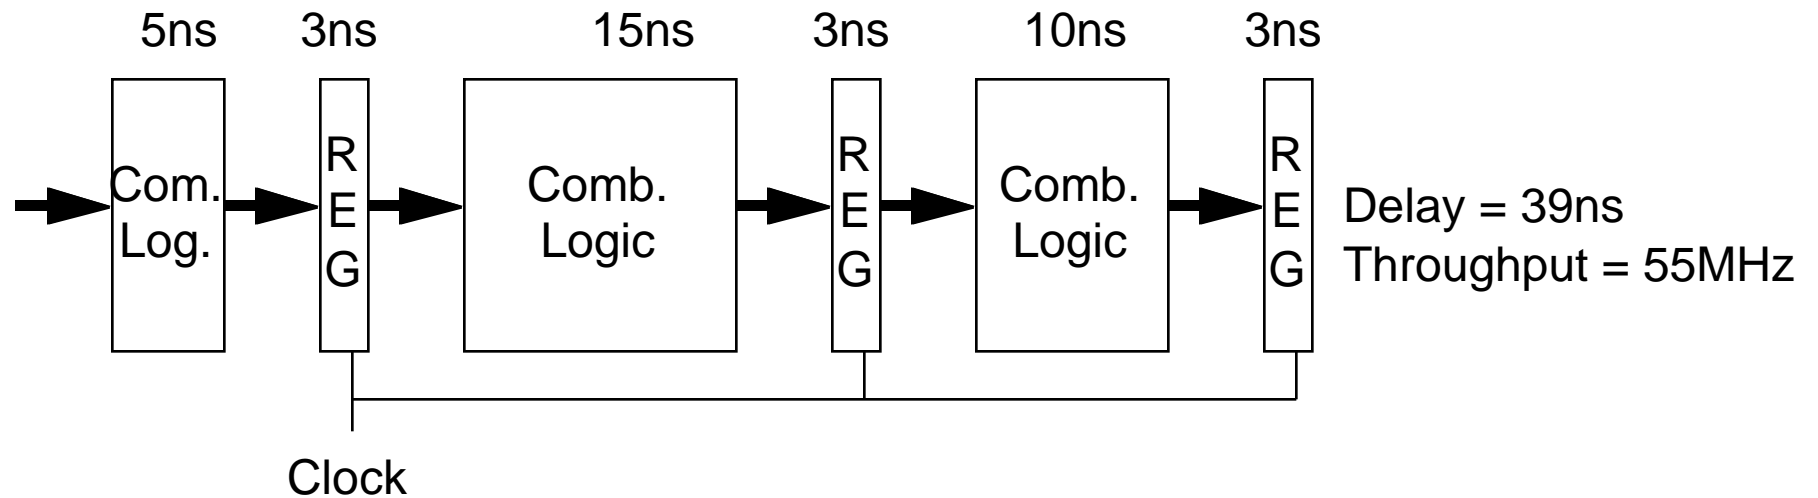 5ns 3ns 15ns 3ns 10ns 3ns
Com.
Log.
R
E
G
Comb.
Logic
R
E
G
Comb.
Logic
R
E
G
Delay = 39ns
Throughput = 55MHz
Clock